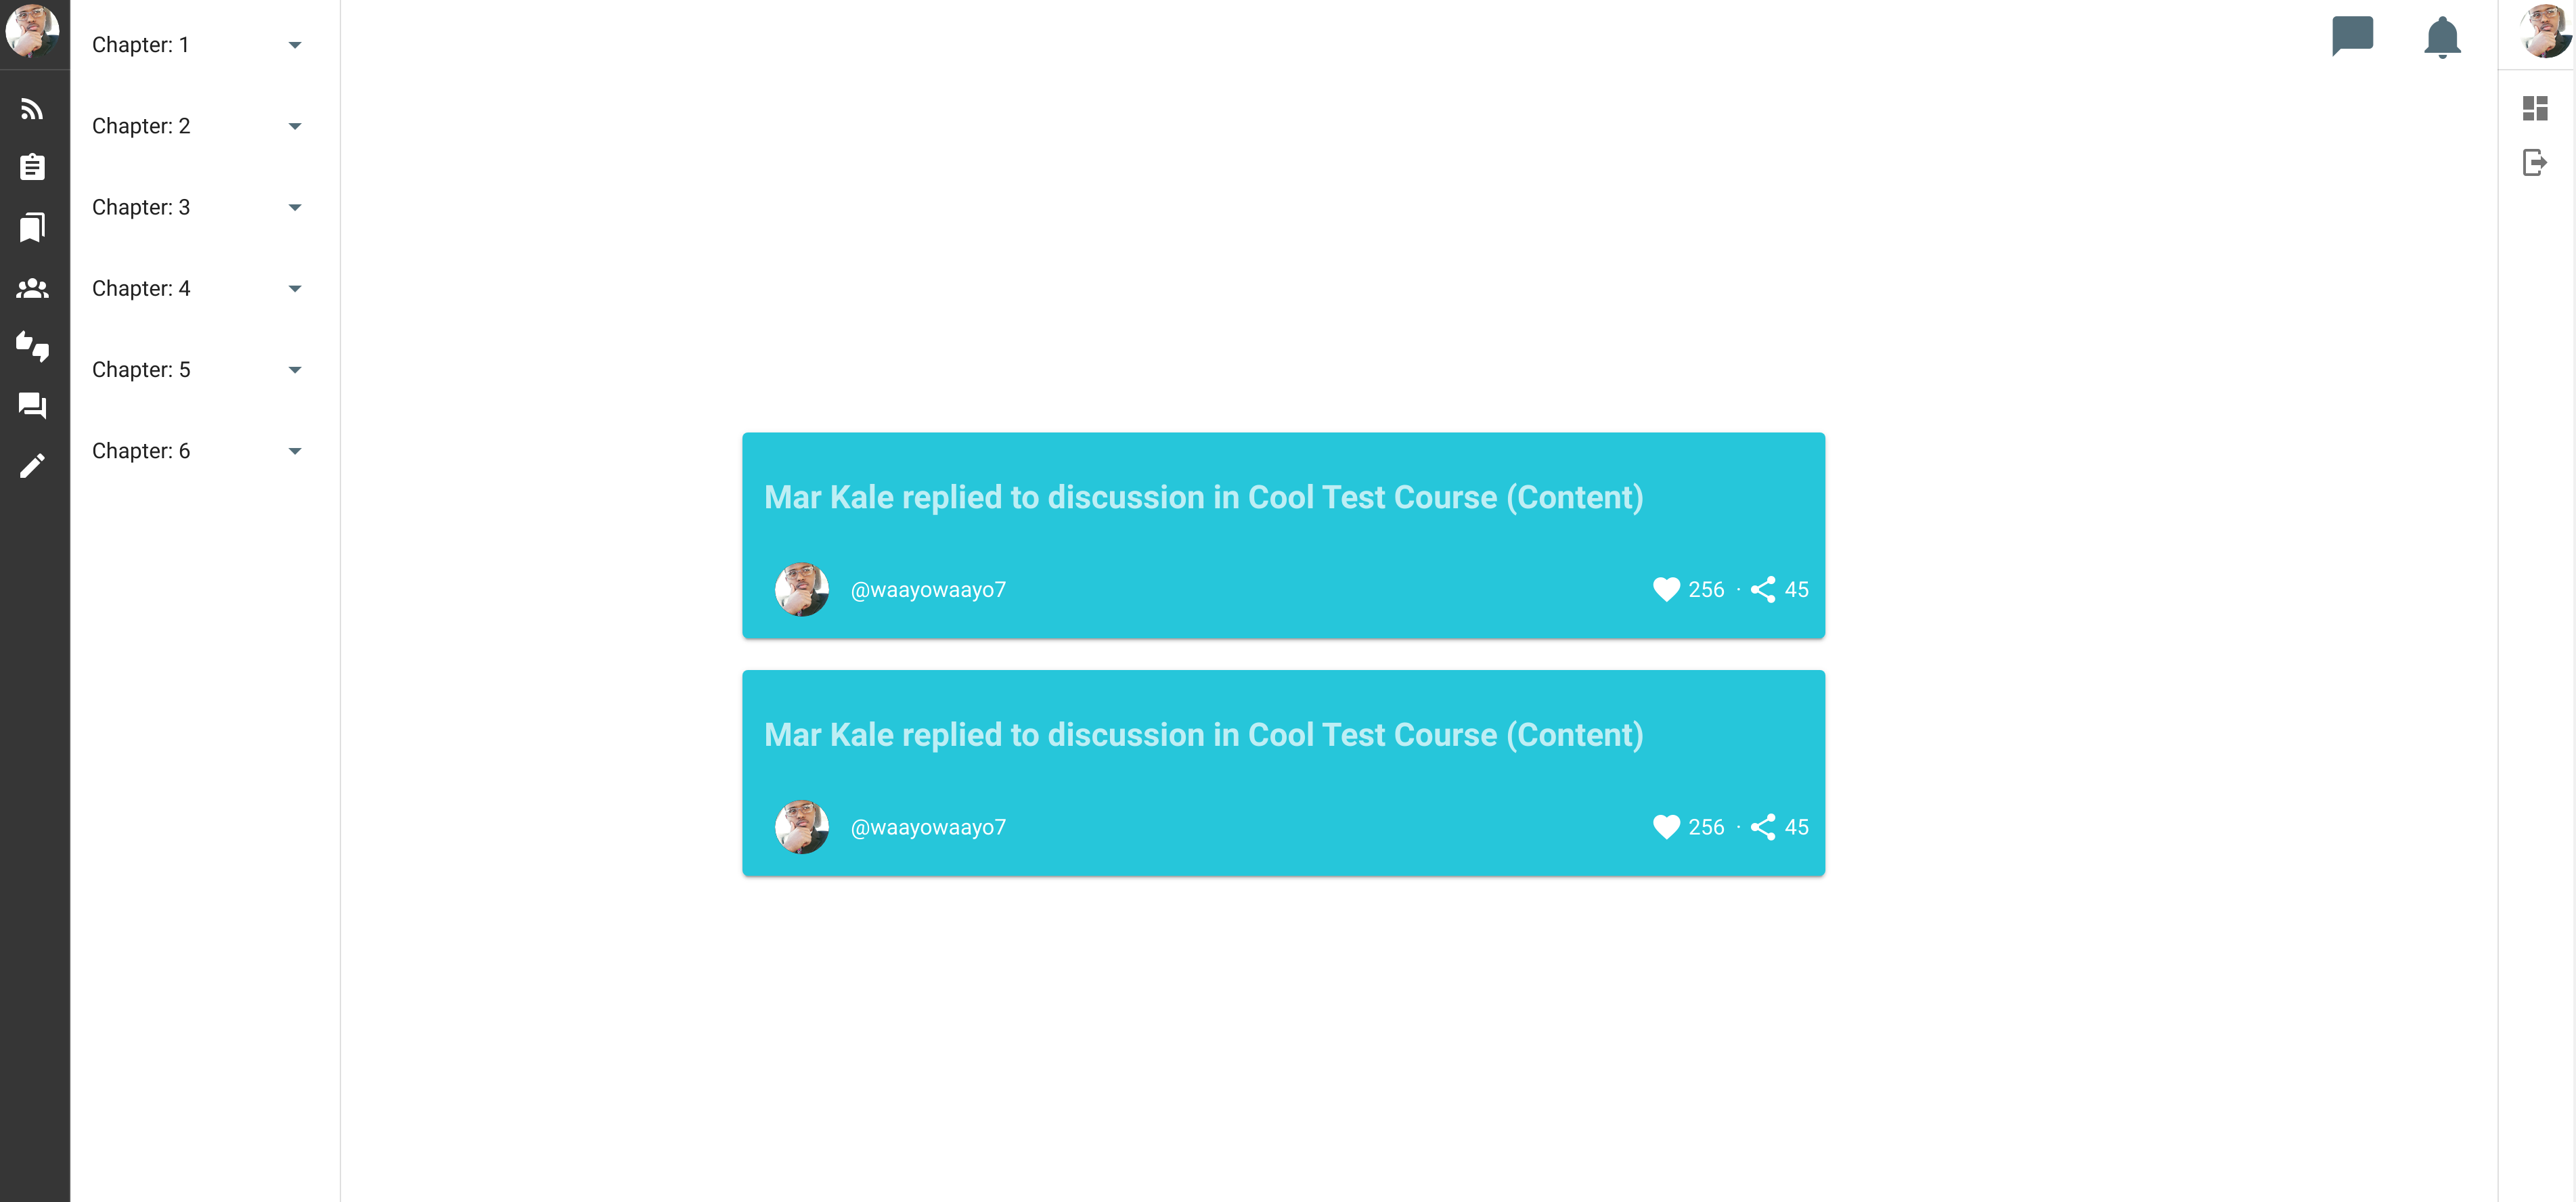 Chapter: 1
Chapter: 2
Chapter: 3
Chapter: 4
Chapter: 5
Chapter: 6
Mar Kale replied to discussion in Cool Test Course (Content)
@waayowaayo7
256 · 45
Mar Kale replied to discussion in Cool Test Course (Content)
@waayowaayo7
256 · 45